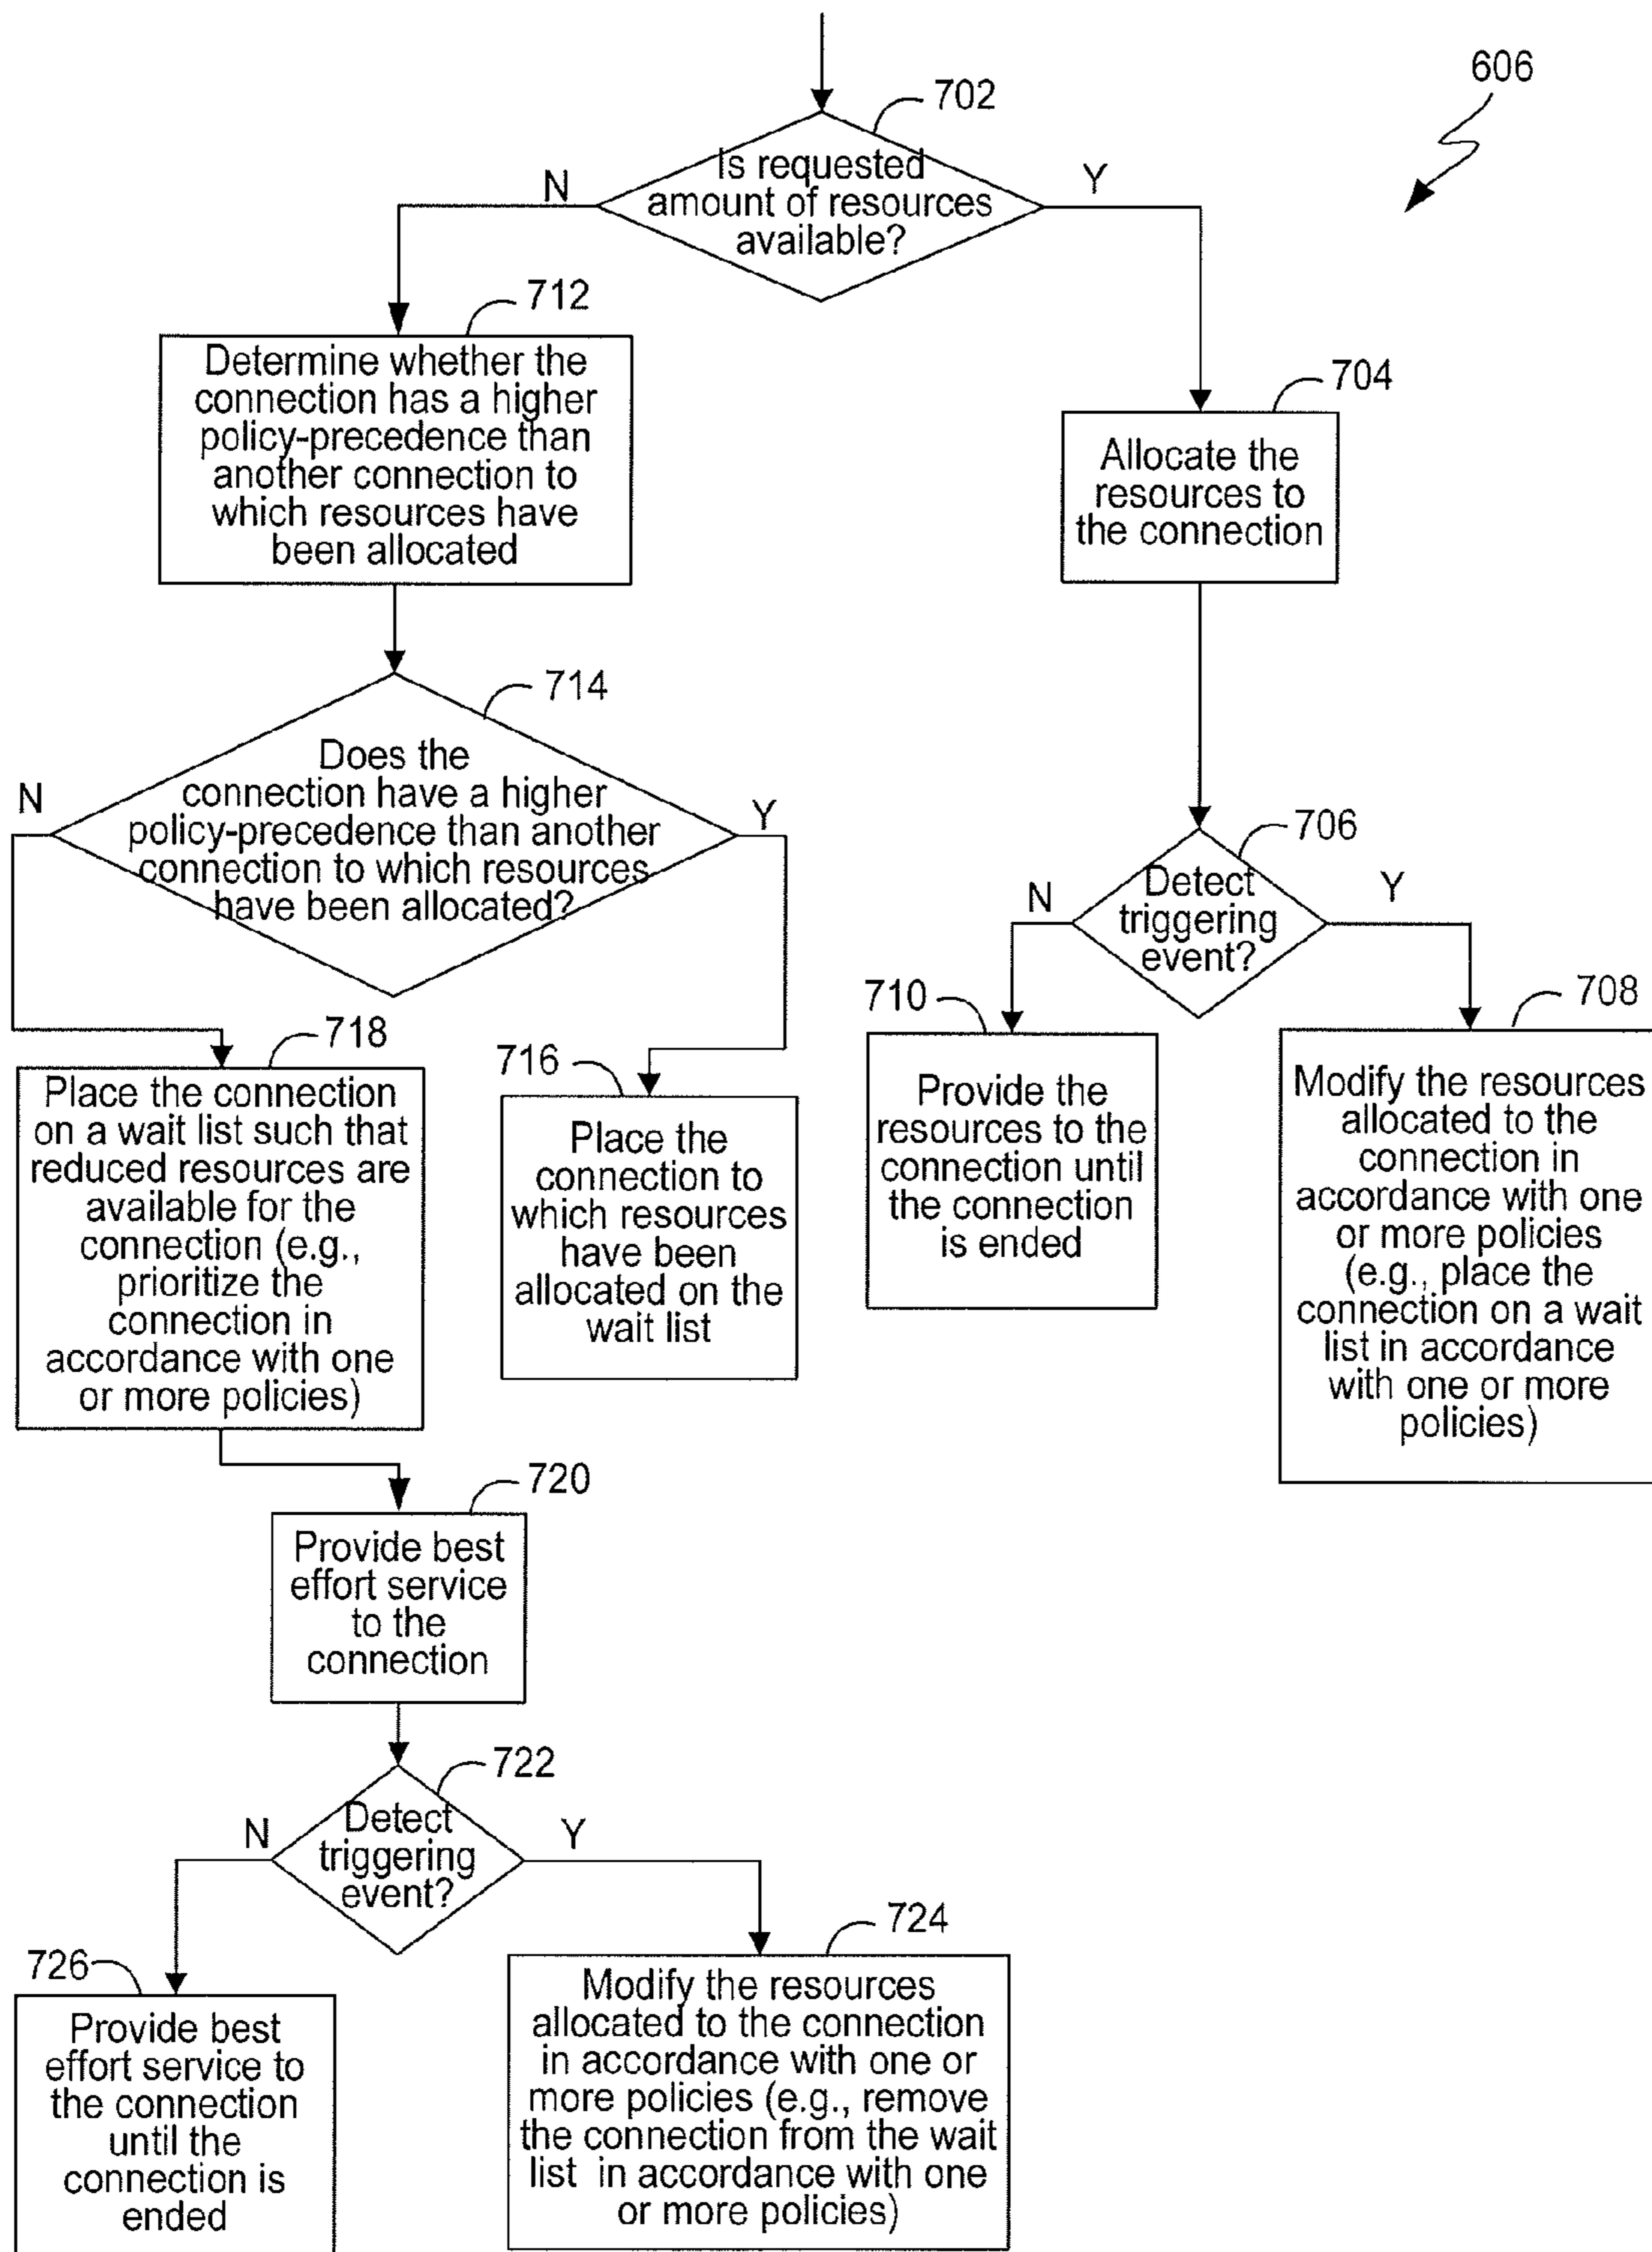 606
702
Is requested
amount of resources
available?
N
Y
712
Determine whether the
connection has a higher
policy-precedence than
another connection to
which resources have
been allocated
704
Allocate the
resources to
the connection
714
Does the
connection have a higher
policy-precedence than another
connection to which resources
have been allocated?
N
Y
706
Detect
triggering
event?
N
Y
718
Place the connection
on a wait list such that
reduced resources are
available for the
connection (e.g.,
prioritize the
connection in
accordance with one
or more policies)
716
Place the
connection to
which resources
have been
allocated on the
wait list
710
Provide the
resources to the
connection until
the connection
is ended
708
Modify the resources
allocated to the
connection in
accordance with one
or more policies
(e.g., place the
connection on a wait
list in accordance
with one or more
policies)
720
Provide best
effort service
to the
connection
722
Detect
triggering
event?
N
Y
726
Provide best
effort service to
the connection
until the
connection is
ended
724
Modify the resources
allocated to the connection
in accordance with one or
more policies (e.g., remove
the connection from the wait
list in accordance with one
or more policies)